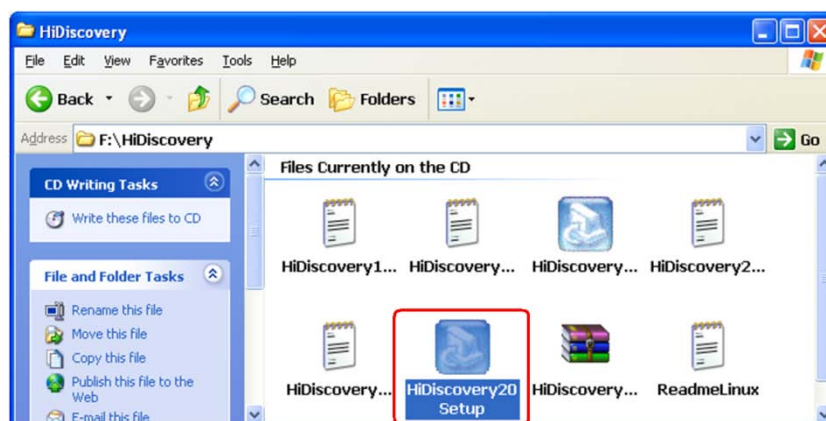 HiDiscovery
File Edit View Favorites Tools Help
Back Search Folders
Address F:\HiDiscovery Go
CD Writing Tasks
Write these files to CD
File and Folder Tasks
Rename this file
Move this file
Copy this file
Publish this file to the
Web
E-mail this file
Files Currently on the CD
HiDiscovery1... HiDiscovery... HiDiscovery... HiDiscovery2...
HiDiscovery... HiDiscovery20 HiDiscovery... ReadmeLinux
Setup